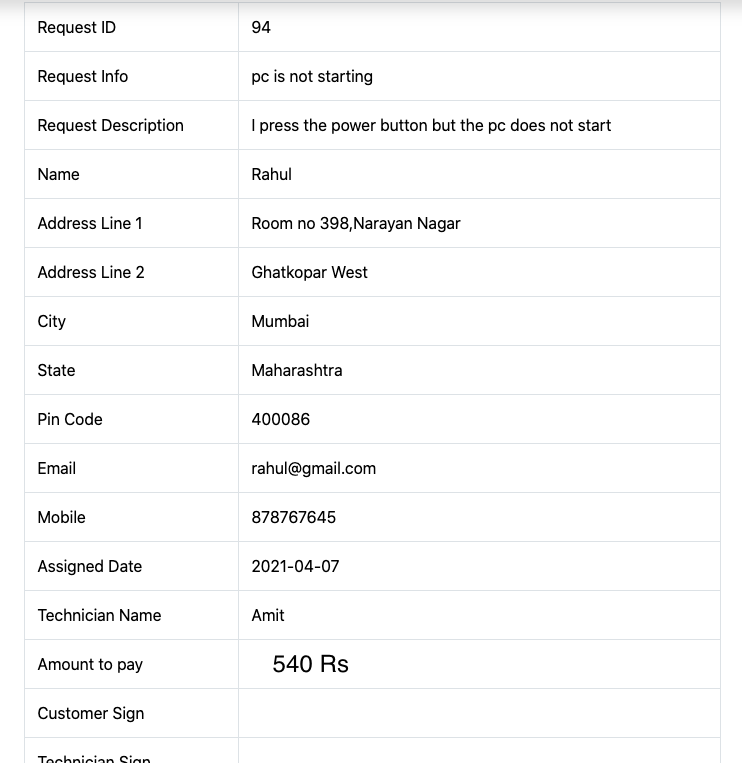 Request ID 94
Request Info pc is not starting
Request Description I press the power button but the pc does not start
Name Rahul
Address Line 1 Room no 398,Narayan Nagar
Address Line 2 Ghatkopar West
City Mumbai
State Maharashtra
Pin Code 400086
Email rahul@gmail.com
Mobile 878767645
Assigned Date 2021-04-07
Technician Name Amit
Amount to pay 540 Rs
Customer Sign
Technician Sign